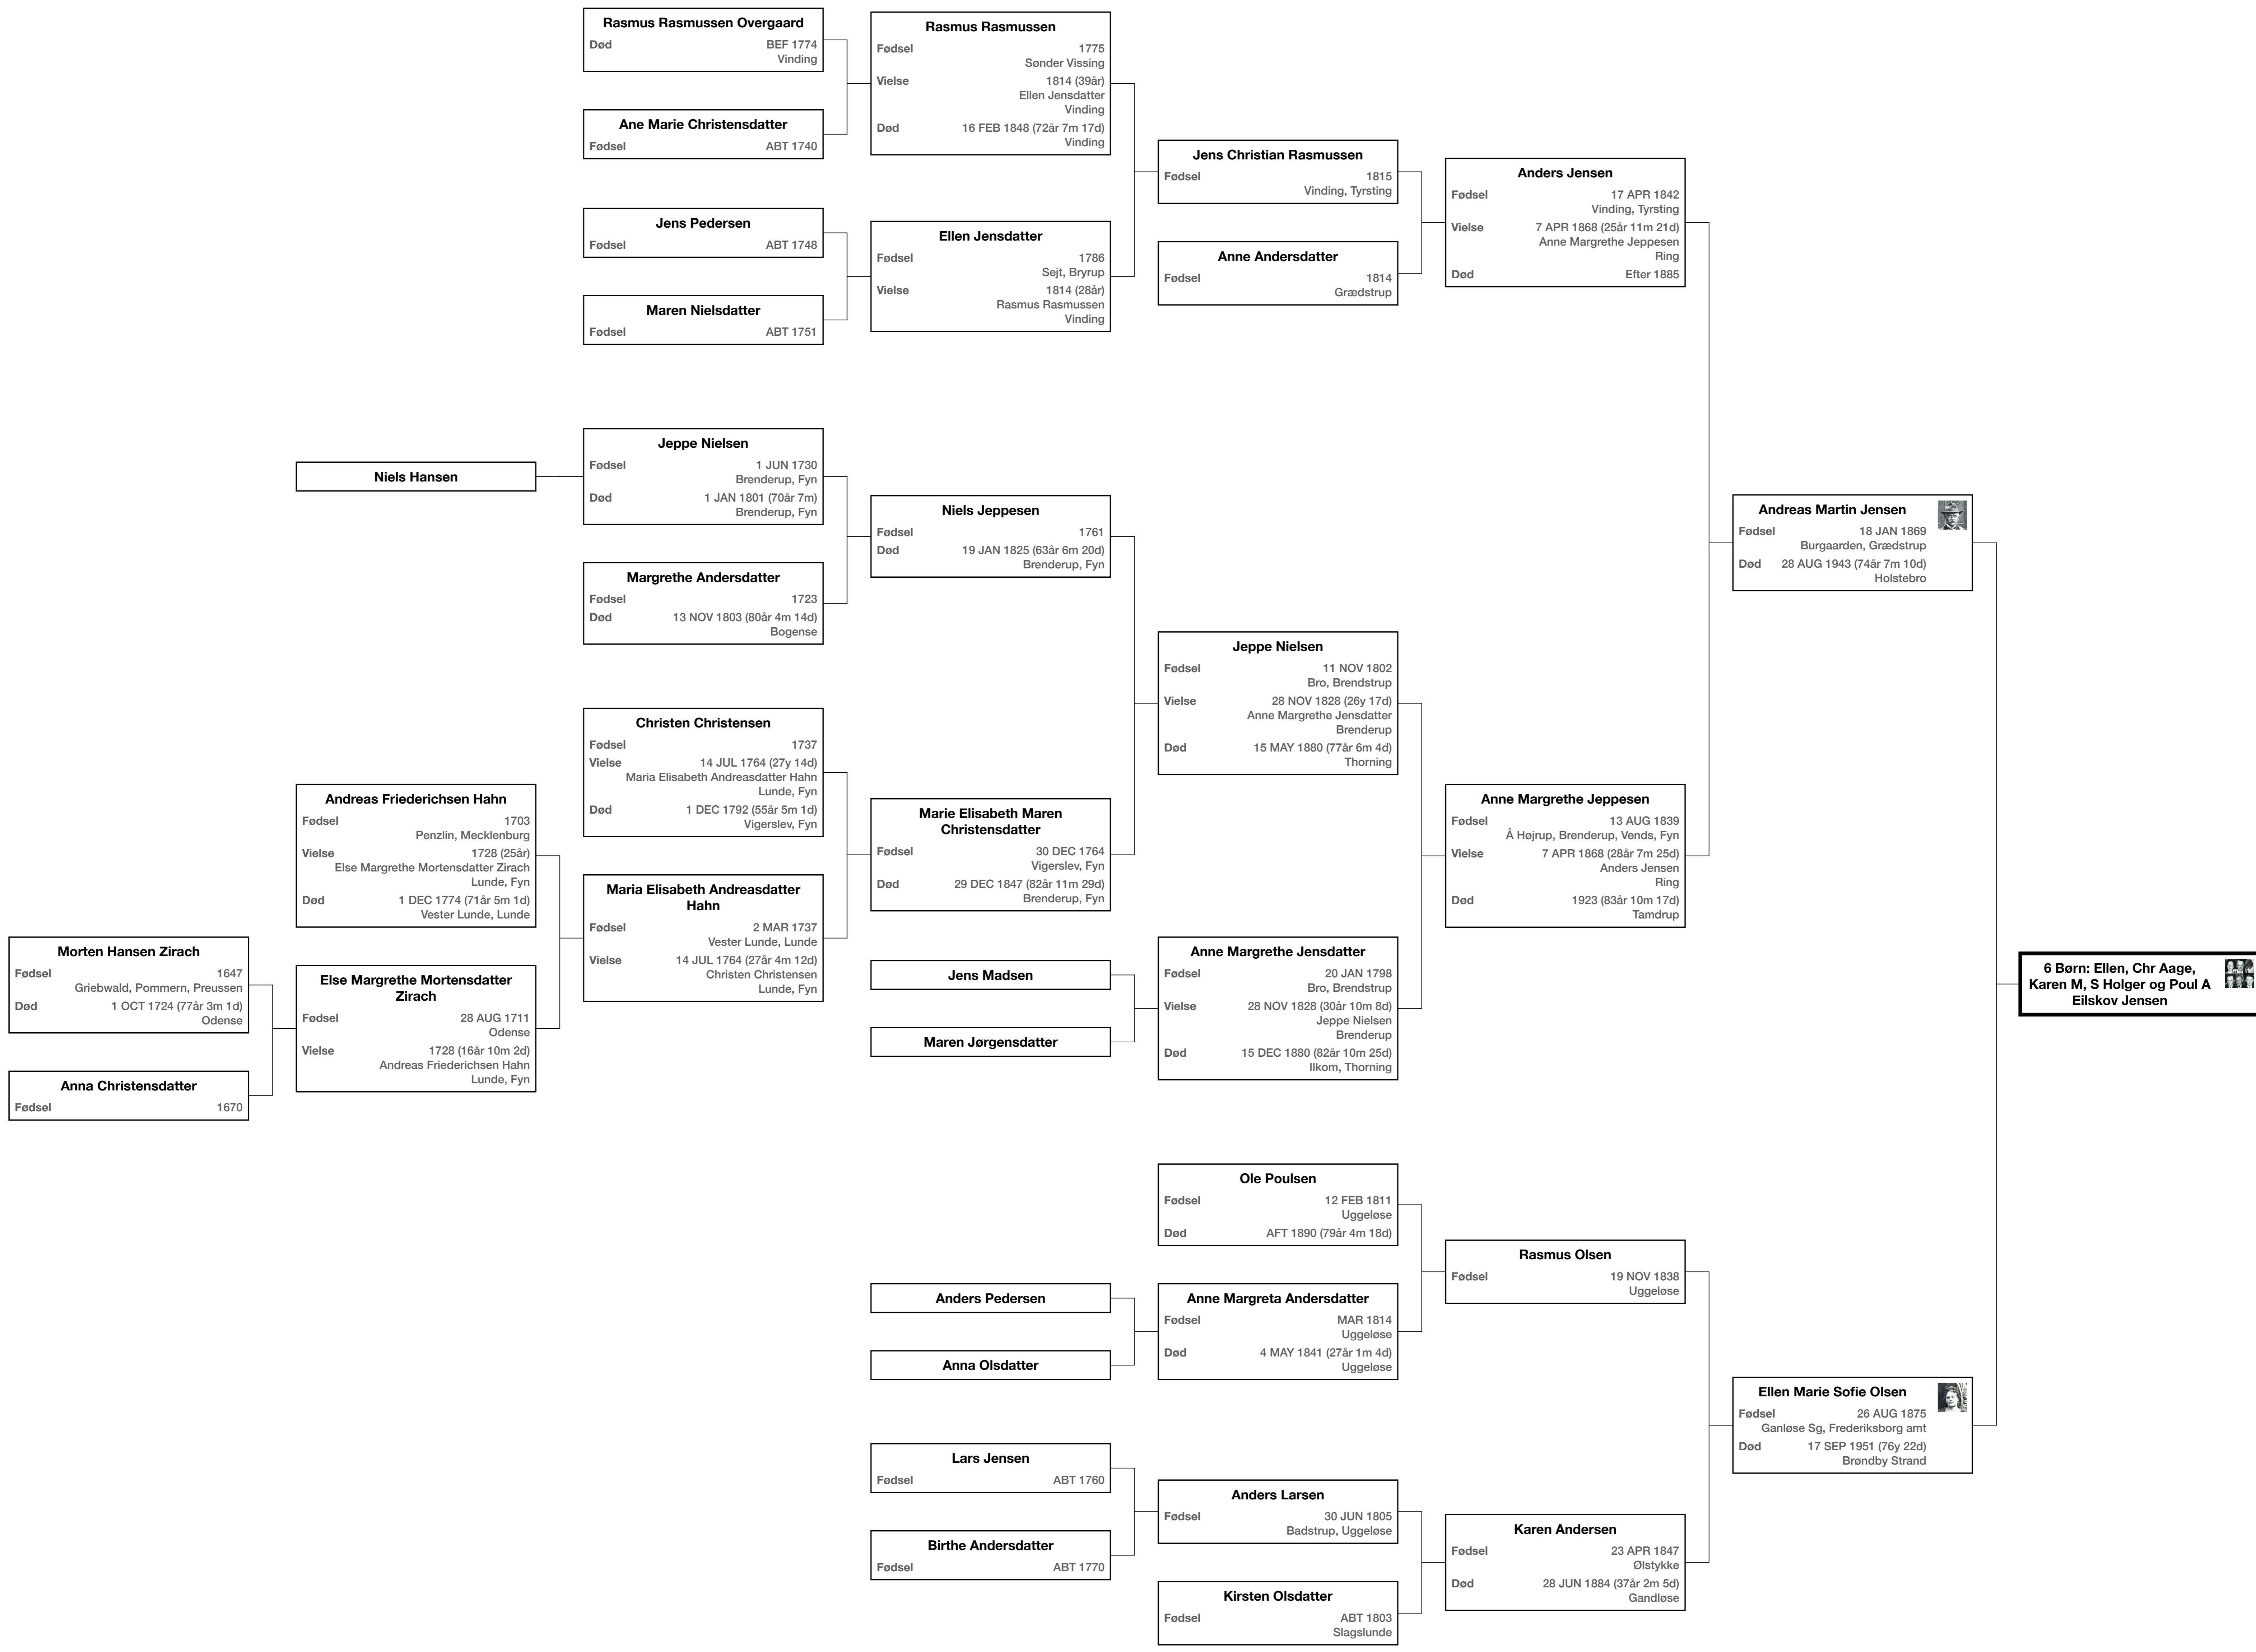 Rasmus Rasmussen Overgaard
Død BEF 1774
Vinding
Ane Marie Christensdatter
Fødsel ABT 1740
Jens Pedersen
Fødsel ABT 1748
Maren Nielsdatter
Fødsel ABT 1751
Rasmus Rasmussen
Fødsel 1775
Sønder Vissing
Vielse 1814 (39år)
Ellen Jensdatter
Vinding
Død 16 FEB 1848 (72år 7m 17d)
Vinding
Ellen Jensdatter
Fødsel 1786
Sejt, Bryrup
Vielse 1814 (28år)
Rasmus Rasmussen
Vinding
Jens Christian Rasmussen
Fødsel 1815
Vinding, Tyrsting
Anne Andersdatter
Fødsel 1814
Grædstrup
Anders Jensen
Fødsel 17 APR 1842
Vinding, Tyrsting
Vielse 7 APR 1868 (25år 11m 21d)
Anne Margrethe Jeppesen
Ring
Død Efter 1885
Niels Hansen
Jeppe Nielsen
Fødsel 1 JUN 1730
Brenderup, Fyn
Død 1 JAN 1801 (70år 7m)
Brenderup, Fyn
Margrethe Andersdatter
Fødsel 1723
Død 13 NOV 1803 (80år 4m 14d)
Bogense
Niels Jeppesen
Fødsel 1761
Død 19 JAN 1825 (63år 6m 20d)
Brenderup, Fyn
Christen Christensen
Fødsel 1737
Vielse 14 JUL 1764 (27y 14d)
Maria Elisabeth Andreasdatter Hahn
Lunde, Fyn
Død 1 DEC 1792 (55år 5m 1d)
Vigerslev, Fyn
Andreas Friederichsen Hahn
Fødsel 1703
Penzlin, Mecklenburg
Vielse 1728 (25år)
Else Margrethe Mortensdatter Zirach
Lunde, Fyn
Død 1 DEC 1774 (71år 5m 1d)
Vester Lunde, Lunde
Maria Elisabeth Andreasdatter
Hahn
Fødsel 2 MAR 1737
Vester Lunde, Lunde
Vielse 14 JUL 1764 (27år 4m 12d)
Christen Christensen
Lunde, Fyn
Marie Elisabeth Maren
Christensdatter
Fødsel 30 DEC 1764
Vigerslev, Fyn
Død 29 DEC 1847 (82år 11m 29d)
Brenderup, Fyn
Morten Hansen Zirach
Fødsel 1647
Griebwald, Pommern, Preussen
Død 1 OCT 1724 (77år 3m 1d)
Odense
Anna Christensdatter
Fødsel 1670
Else Margrethe Mortensdatter
Zirach
Fødsel 28 AUG 1711
Odense
Vielse 1728 (16år 10m 2d)
Andreas Friederichsen Hahn
Lunde, Fyn
Jens Madsen
Maren Jørgensdatter
Jeppe Nielsen
Fødsel 11 NOV 1802
Bro, Brendstrup
Vielse 28 NOV 1828 (26y 17d)
Anne Margrethe Jensdatter
Brenderup
Død 15 MAY 1880 (77år 6m 4d)
Thorning
Anne Margrethe Jensdatter
Fødsel 20 JAN 1798
Bro, Brendstrup
Vielse 28 NOV 1828 (30år 10m 8d)
Jeppe Nielsen
Brenderup
Død 15 DEC 1880 (82år 10m 25d)
Ilkom, Thorning
Anne Margrethe Jeppesen
Fødsel 13 AUG 1839
Å Højrup, Brenderup, Vends, Fyn
Vielse 7 APR 1868 (28år 7m 25d)
Anders Jensen
Ring
Død 1923 (83år 10m 17d)
Tamdrup
Andreas Martin Jensen
Fødsel 18 JAN 1869
Burgaarden, Grædstrup
Død 28 AUG 1943 (74år 7m 10d)
Holstebro
6 Børn: Ellen, Chr Aage,
Karen M, S Holger og Poul A
Eilskov Jensen
Ole Poulsen
Fødsel 12 FEB 1811
Uggeløse
Død AFT 1890 (79år 4m 18d)
Anders Pedersen
Anna Olsdatter
Anne Margreta Andersdatter
Fødsel MAR 1814
Uggeløse
Død 4 MAY 1841 (27år 1m 4d)
Uggeløse
Rasmus Olsen
Fødsel 19 NOV 1838
Uggeløse
Lars Jensen
Fødsel ABT 1760
Birthe Andersdatter
Fødsel ABT 1770
Anders Larsen
Fødsel 30 JUN 1805
Badstrup, Uggeløse
Kirsten Olsdatter
Fødsel ABT 1803
Slagslunde
Karen Andersen
Fødsel 23 APR 1847
Ølstykke
Død 28 JUN 1884 (37år 2m 5d)
Gandløse
Ellen Marie Sofie Olsen
Fødsel 26 AUG 1875
Ganløse Sg, Frederiksborg amt
Død 17 SEP 1951 (76y 22d)
Brøndby Strand